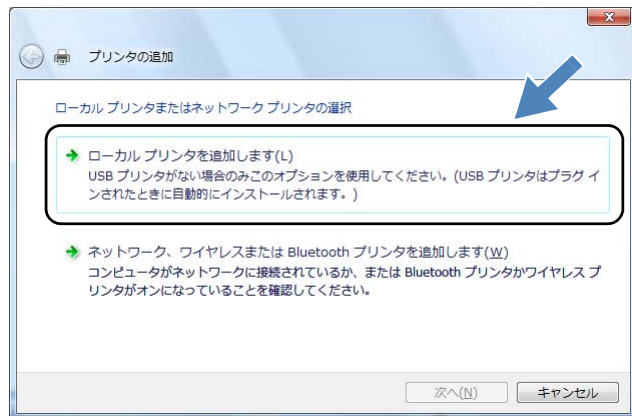 プリンタの追加
ローカル プリンタまたはネットワーク プリンタの選択
ローカル プリンタを追加します(L)
USB プリンタがない場合のみこのオプションを使用してください。(USB プリンタはプラグ イ
ンされたときに自動的にインストールされます。)
ネットワーク、ワイヤレスまたは Bluetooth プリンタを追加します(W)
コンピュータがネットワークに接続されているか、または Bluetooth プリンタかワイヤレス プ
リンタがオンになっていることを確認してください。
次へ(N) キャンセル